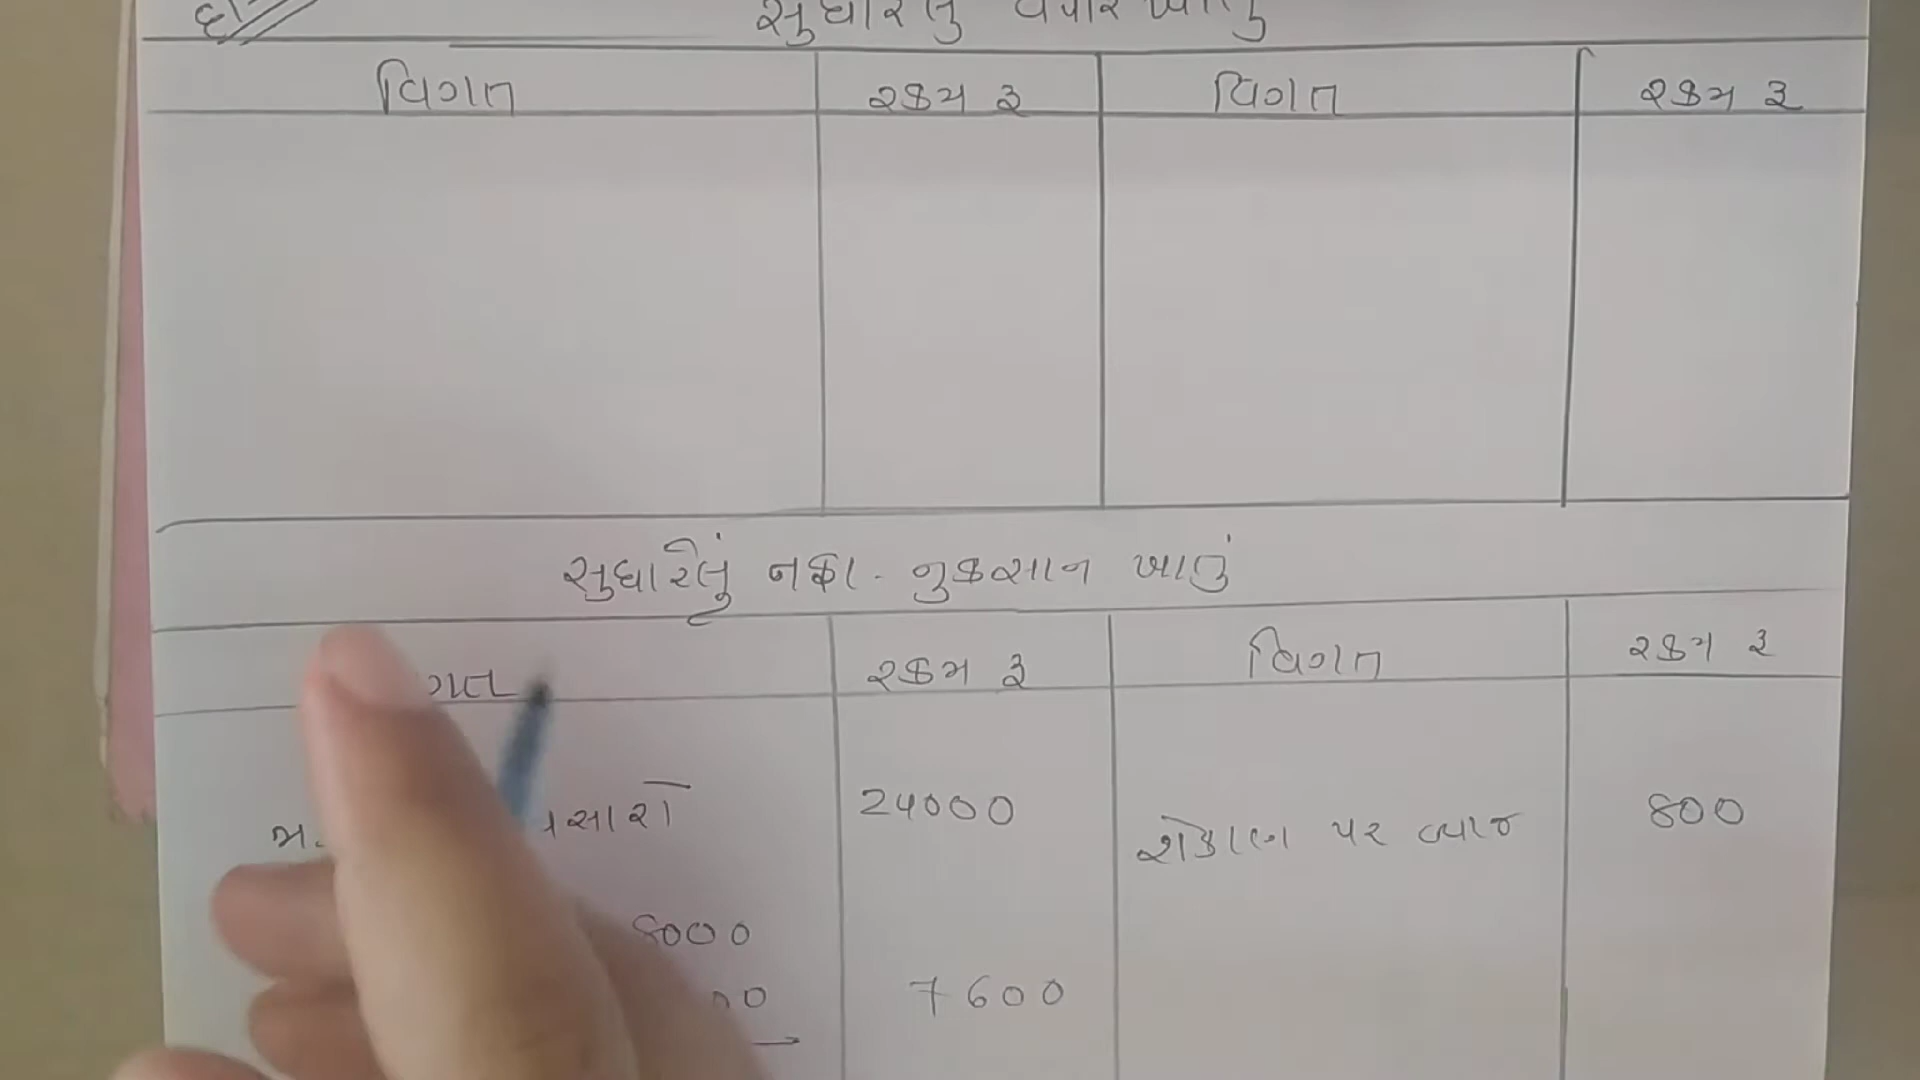 સુધારેલું વેપાર ખાતું
વિગત રકમ રૂ વિગત રકમ રૂ
સુધારેલું નફા - નુકસાન ખાતું
રકમ રૂ વિગત રકમ રૂ
24000 રોકાણ પર વ્યાજ 800
8000
7600